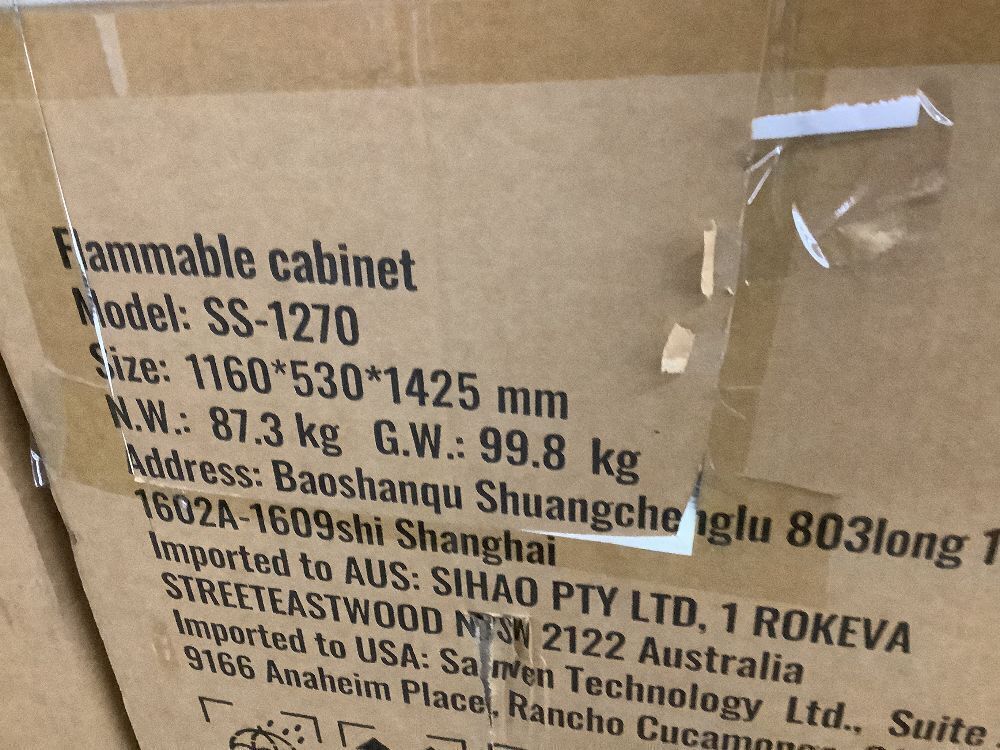 Flammable cabinet
Model: SS-1270
Size: 1160*530*1425 mm
N.W.: 87.3 kg G.W.: 99.8 kg
Address: Baoshanqu Shuangchenglu 803long 1
1602A-1609shi Shanghai
Imported to AUS: SIHAO PTY LTD, 1 ROKEVA
STREETEASTWOOD NSW 2122 Australia
Imported to USA: Sanven Technology Ltd., Suite
9166 Anaheim Place, Rancho